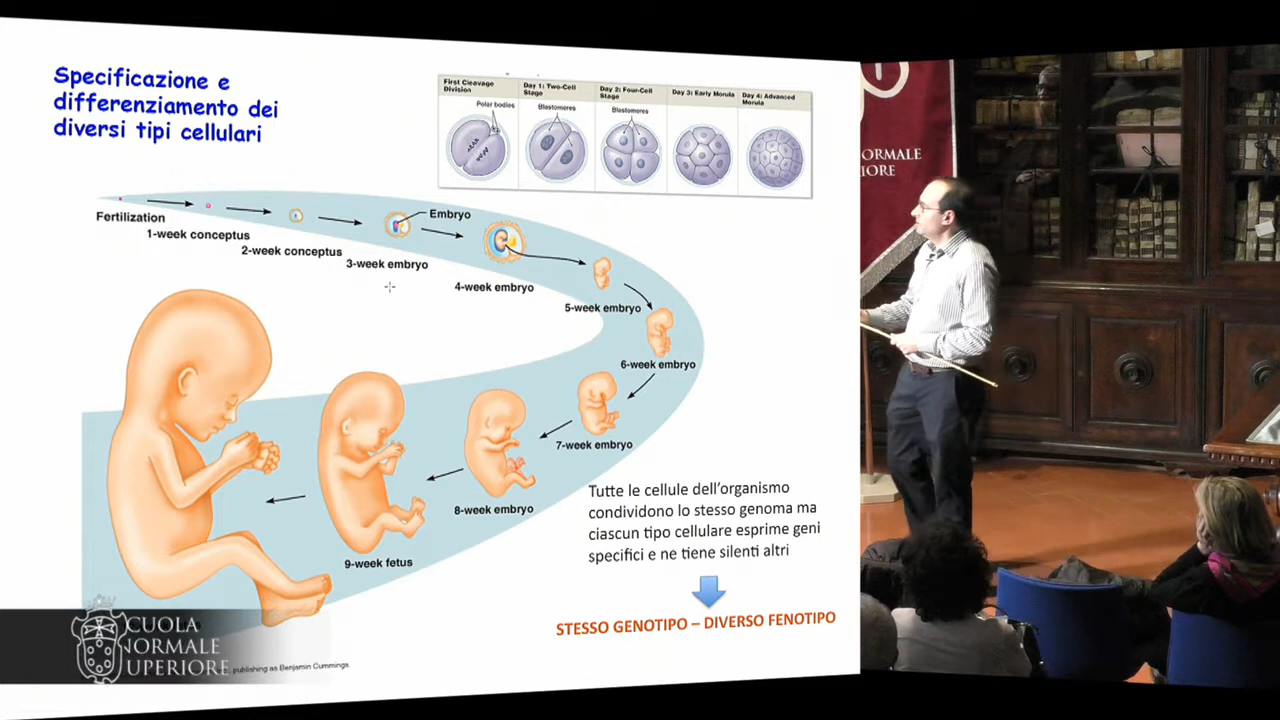 Specificazione e
differenziamento dei
diversi tipi cellulari
First Cleavage
Division
Day 1: Two-Cell
Stage
Day 2: Four-Cell
Stage
Day 3: Early Morula
Day 4: Advanced
Morula
Polar bodies
Blastomeres
Blastomeres
Fertilization
1-week conceptus
2-week conceptus
3-week embryo
Embryo
4-week embryo
5-week embryo
6-week embryo
7-week embryo
8-week embryo
9-week fetus
Tutte le cellule dell'organismo
condividono lo stesso genoma ma
ciascun tipo cellulare esprime geni
specifici e ne tiene silenti altri
STESSO GENOTIPO – DIVERSO FENOTIPO
SCUOLA
NORMALE
SUPERIORE
publishing as Benjamin Cummings.
ORMALE
IORE